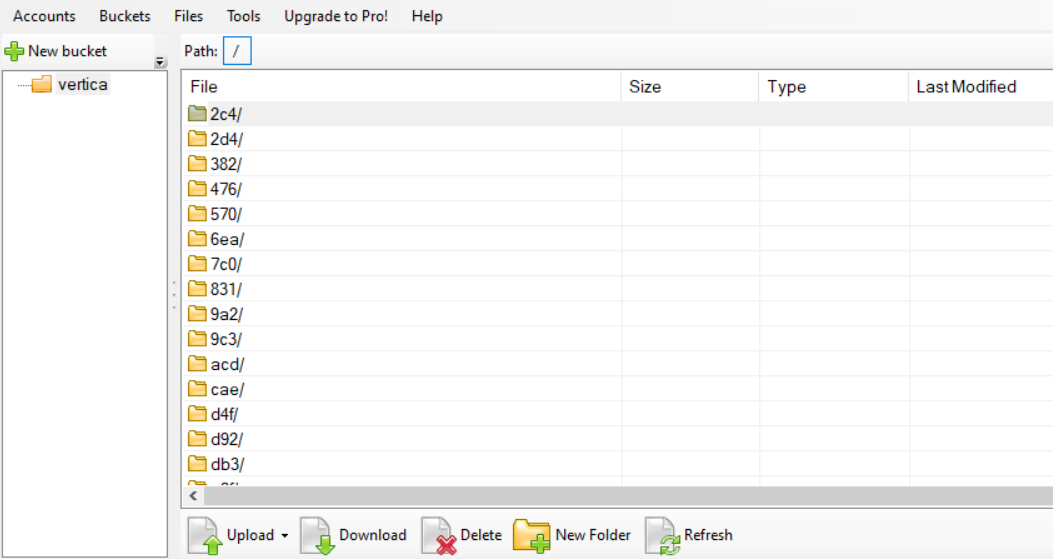 Accounts Buckets Files Tools Upgrade to Pro! Help
New bucket Path: /
vertica
File Size Type Last Modified
2c4/
2d4/
382/
476/
570/
6ea/
7c0/
831/
9a2/
9c3/
acd/
cae/
d4f/
d92/
db3/
Upload Download Delete New Folder Refresh